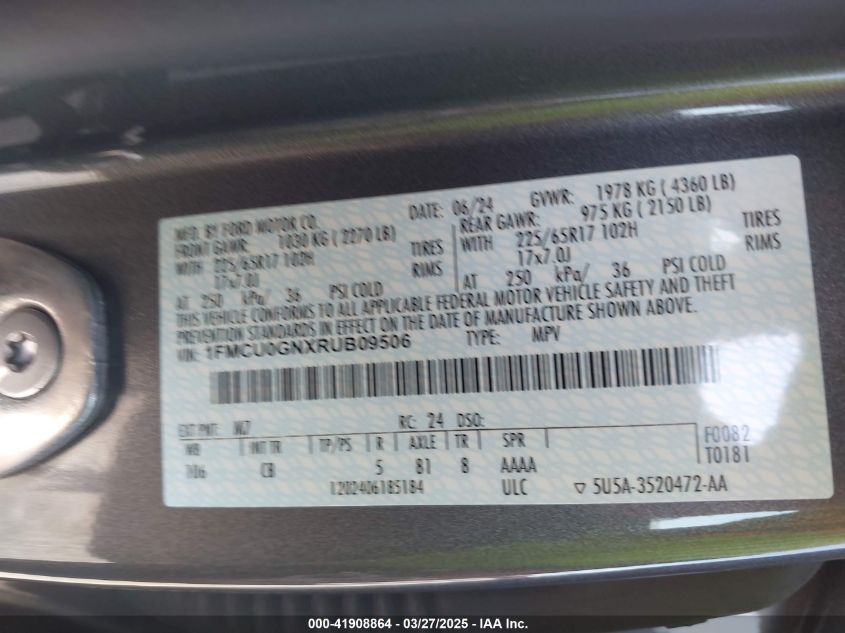 MFG. BY FORD MOTOR CO.
DATE: 06/24 GVWR: 1978 KG ( 4360 LB)
FRONT GAWR: 1030 KG ( 2270 LB)
WITH 225/65R17 102H TIRES
17x7.0J RIMS
AT 250 kPa/ 36 PSI COLD
REAR GAWR: 975 KG ( 2150 LB)
WITH 225/65R17 102H TIRES
17x7.0J RIMS
AT 250 kPa/ 36 PSI COLD
THIS VEHICLE CONFORMS TO ALL APPLICABLE FEDERAL MOTOR VEHICLE SAFETY AND THEFT
PREVENTION STANDARDS IN EFFECT ON THE DATE OF MANUFACTURE SHOWN ABOVE.
VIN: 1FMCU0GNXRUB09506 TYPE: MPV
EXT PNT: M7 RC: 24 DSO:
WB INT TR TP/PS R AXLE TR SPR
106 CB 5 81 8 AAAA
F0082
T0181
1202406185184 ULC 5U5A-3520472-AA
000-41908864 — 03/27/2025 — IAA Inc.